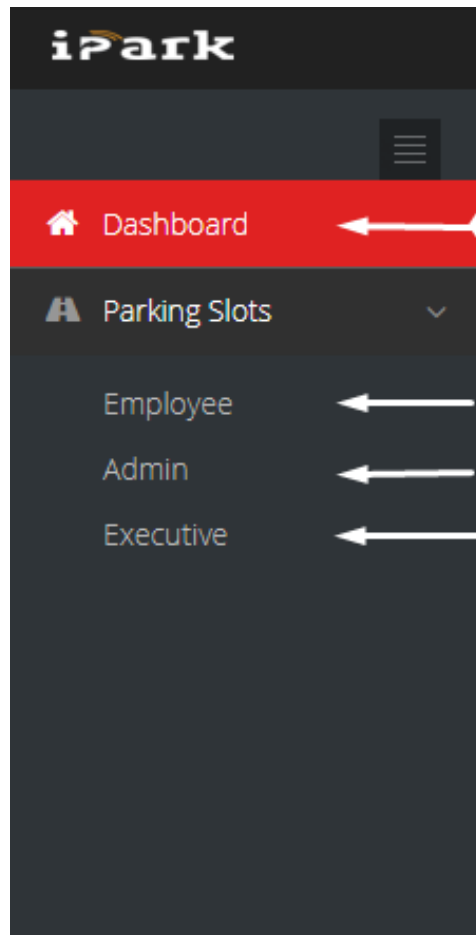 iPark
Dashboard
Parking Slots
Employee
Admin
Executive